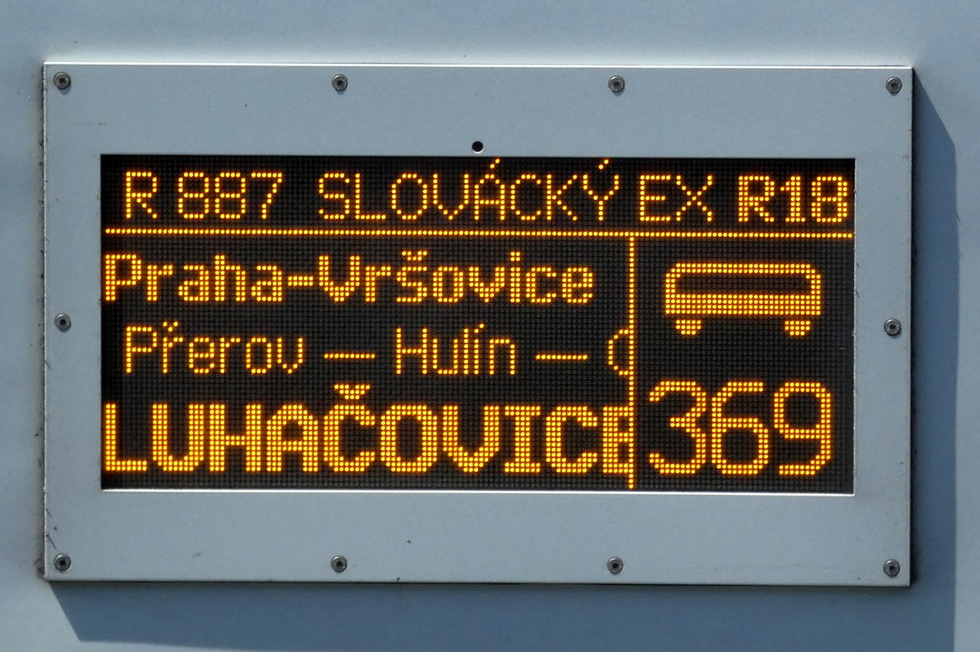 R 887 SLOVÁCKÝ EX R18
Praha-Vršovice
Přerov — Hulín —
LUHAČOVICE
369